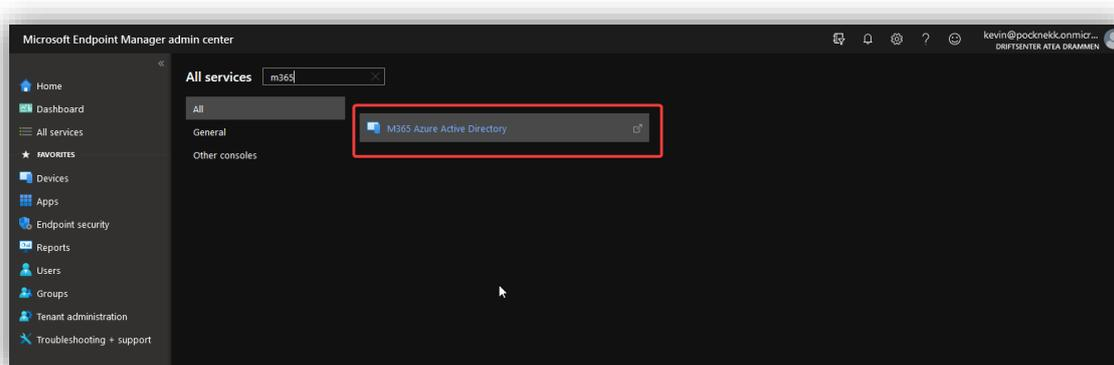 Microsoft Endpoint Manager admin center
kevin@pocknekk.onmicr...
DRIFTSENTER ATEA DRAMMEN
«
Home
Dashboard
All services
FAVORITES
Devices
Apps
Endpoint security
Reports
Users
Groups
Tenant administration
Troubleshooting + support
All services
m365
All
General
Other consoles
M365 Azure Active Directory